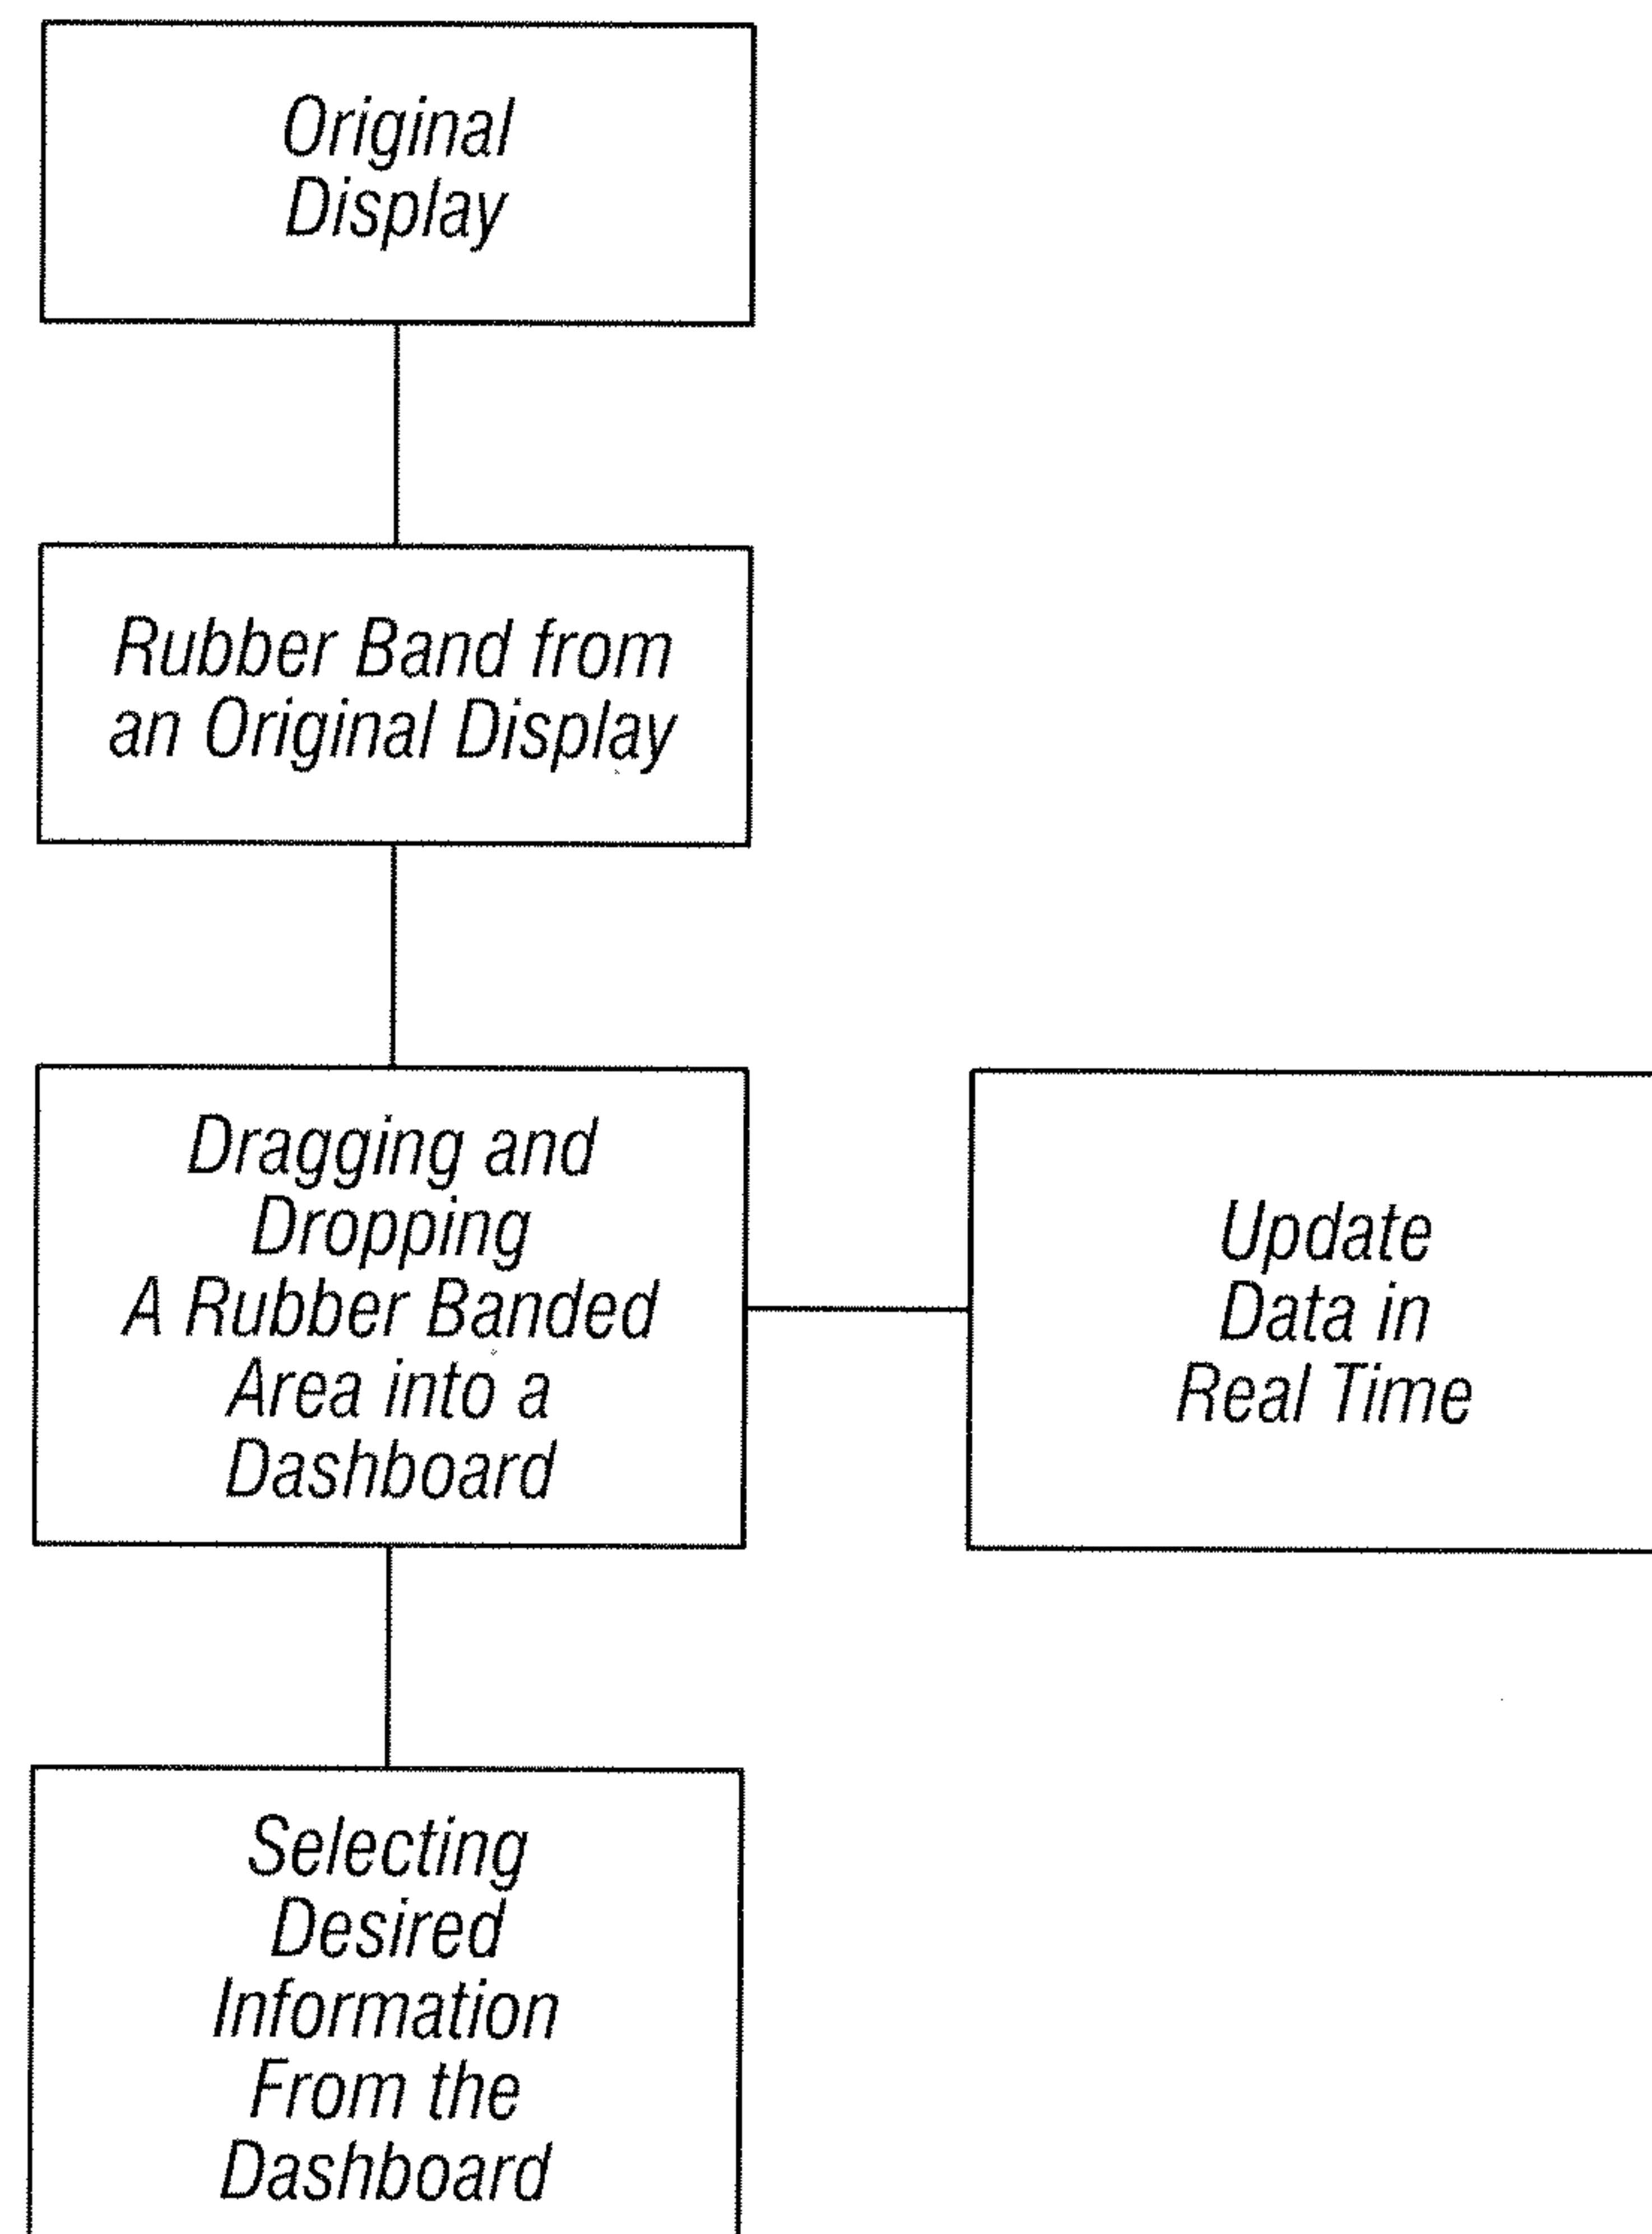 Original
Display
Rubber Band from
an Original Display
Dragging and
Dropping
A Rubber Banded
Area into a
Dashboard
Update
Data in
Real Time
Selecting
Desired
Information
From the
Dashboard